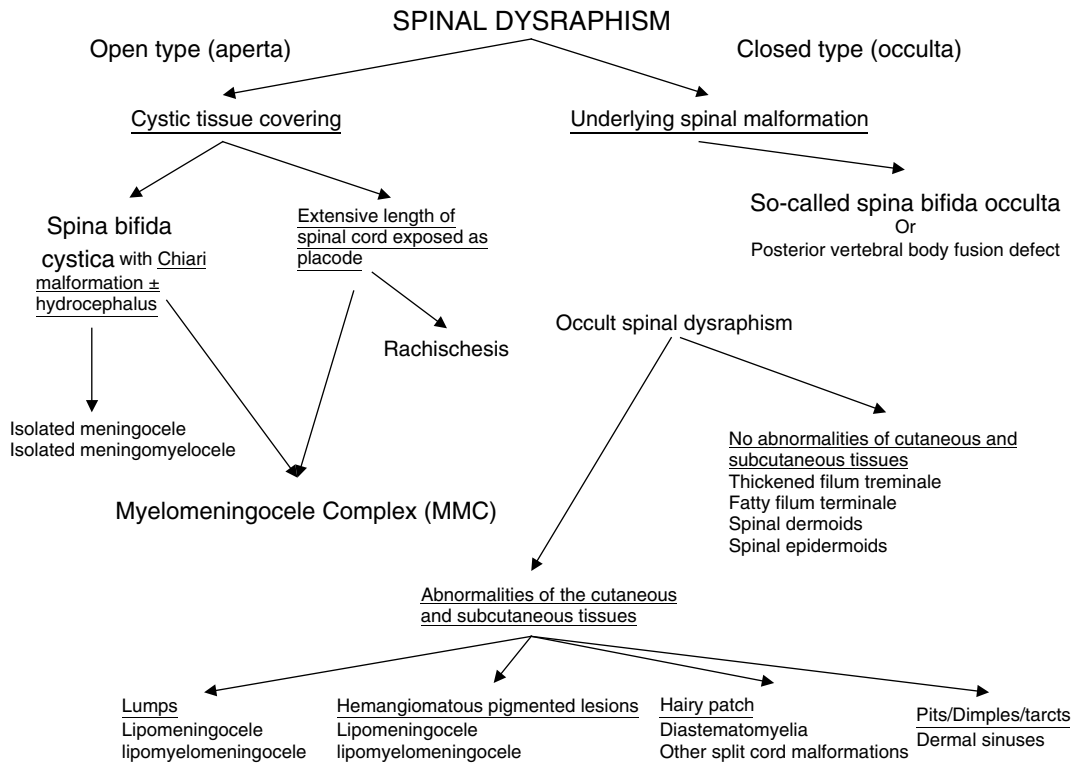 SPINAL DYSRAPHISM
Open type (aperta)
Closed type (occulta)
Cystic tissue covering
Underlying spinal malformation
Spina bifida
cystica with Chiari
malformation ±
hydrocephalus
Extensive length of
spinal cord exposed as
placode
So-called spina bifida occulta
Or
Posterior vertebral body fusion defect
Rachischesis
Occult spinal dysraphism
Isolated meningocele
Isolated meningomyelocele
Myelomeningocele Complex (MMC)
No abnormalities of cutaneous and
subcutaneous tissues
Thickened filum treminale
Fatty filum terminale
Spinal dermoids
Spinal epidermoids
Abnormalities of the cutaneous
and subcutaneous tissues
Lumps
Lipomeningocele
lipomyelomeningocele
Hemangiomatous pigmented lesions
Lipomeningocele
lipomyelomeningocele
Hairy patch
Diastematomyelia
Other split cord malformations
Pits/Dimples/tarcts
Dermal sinuses